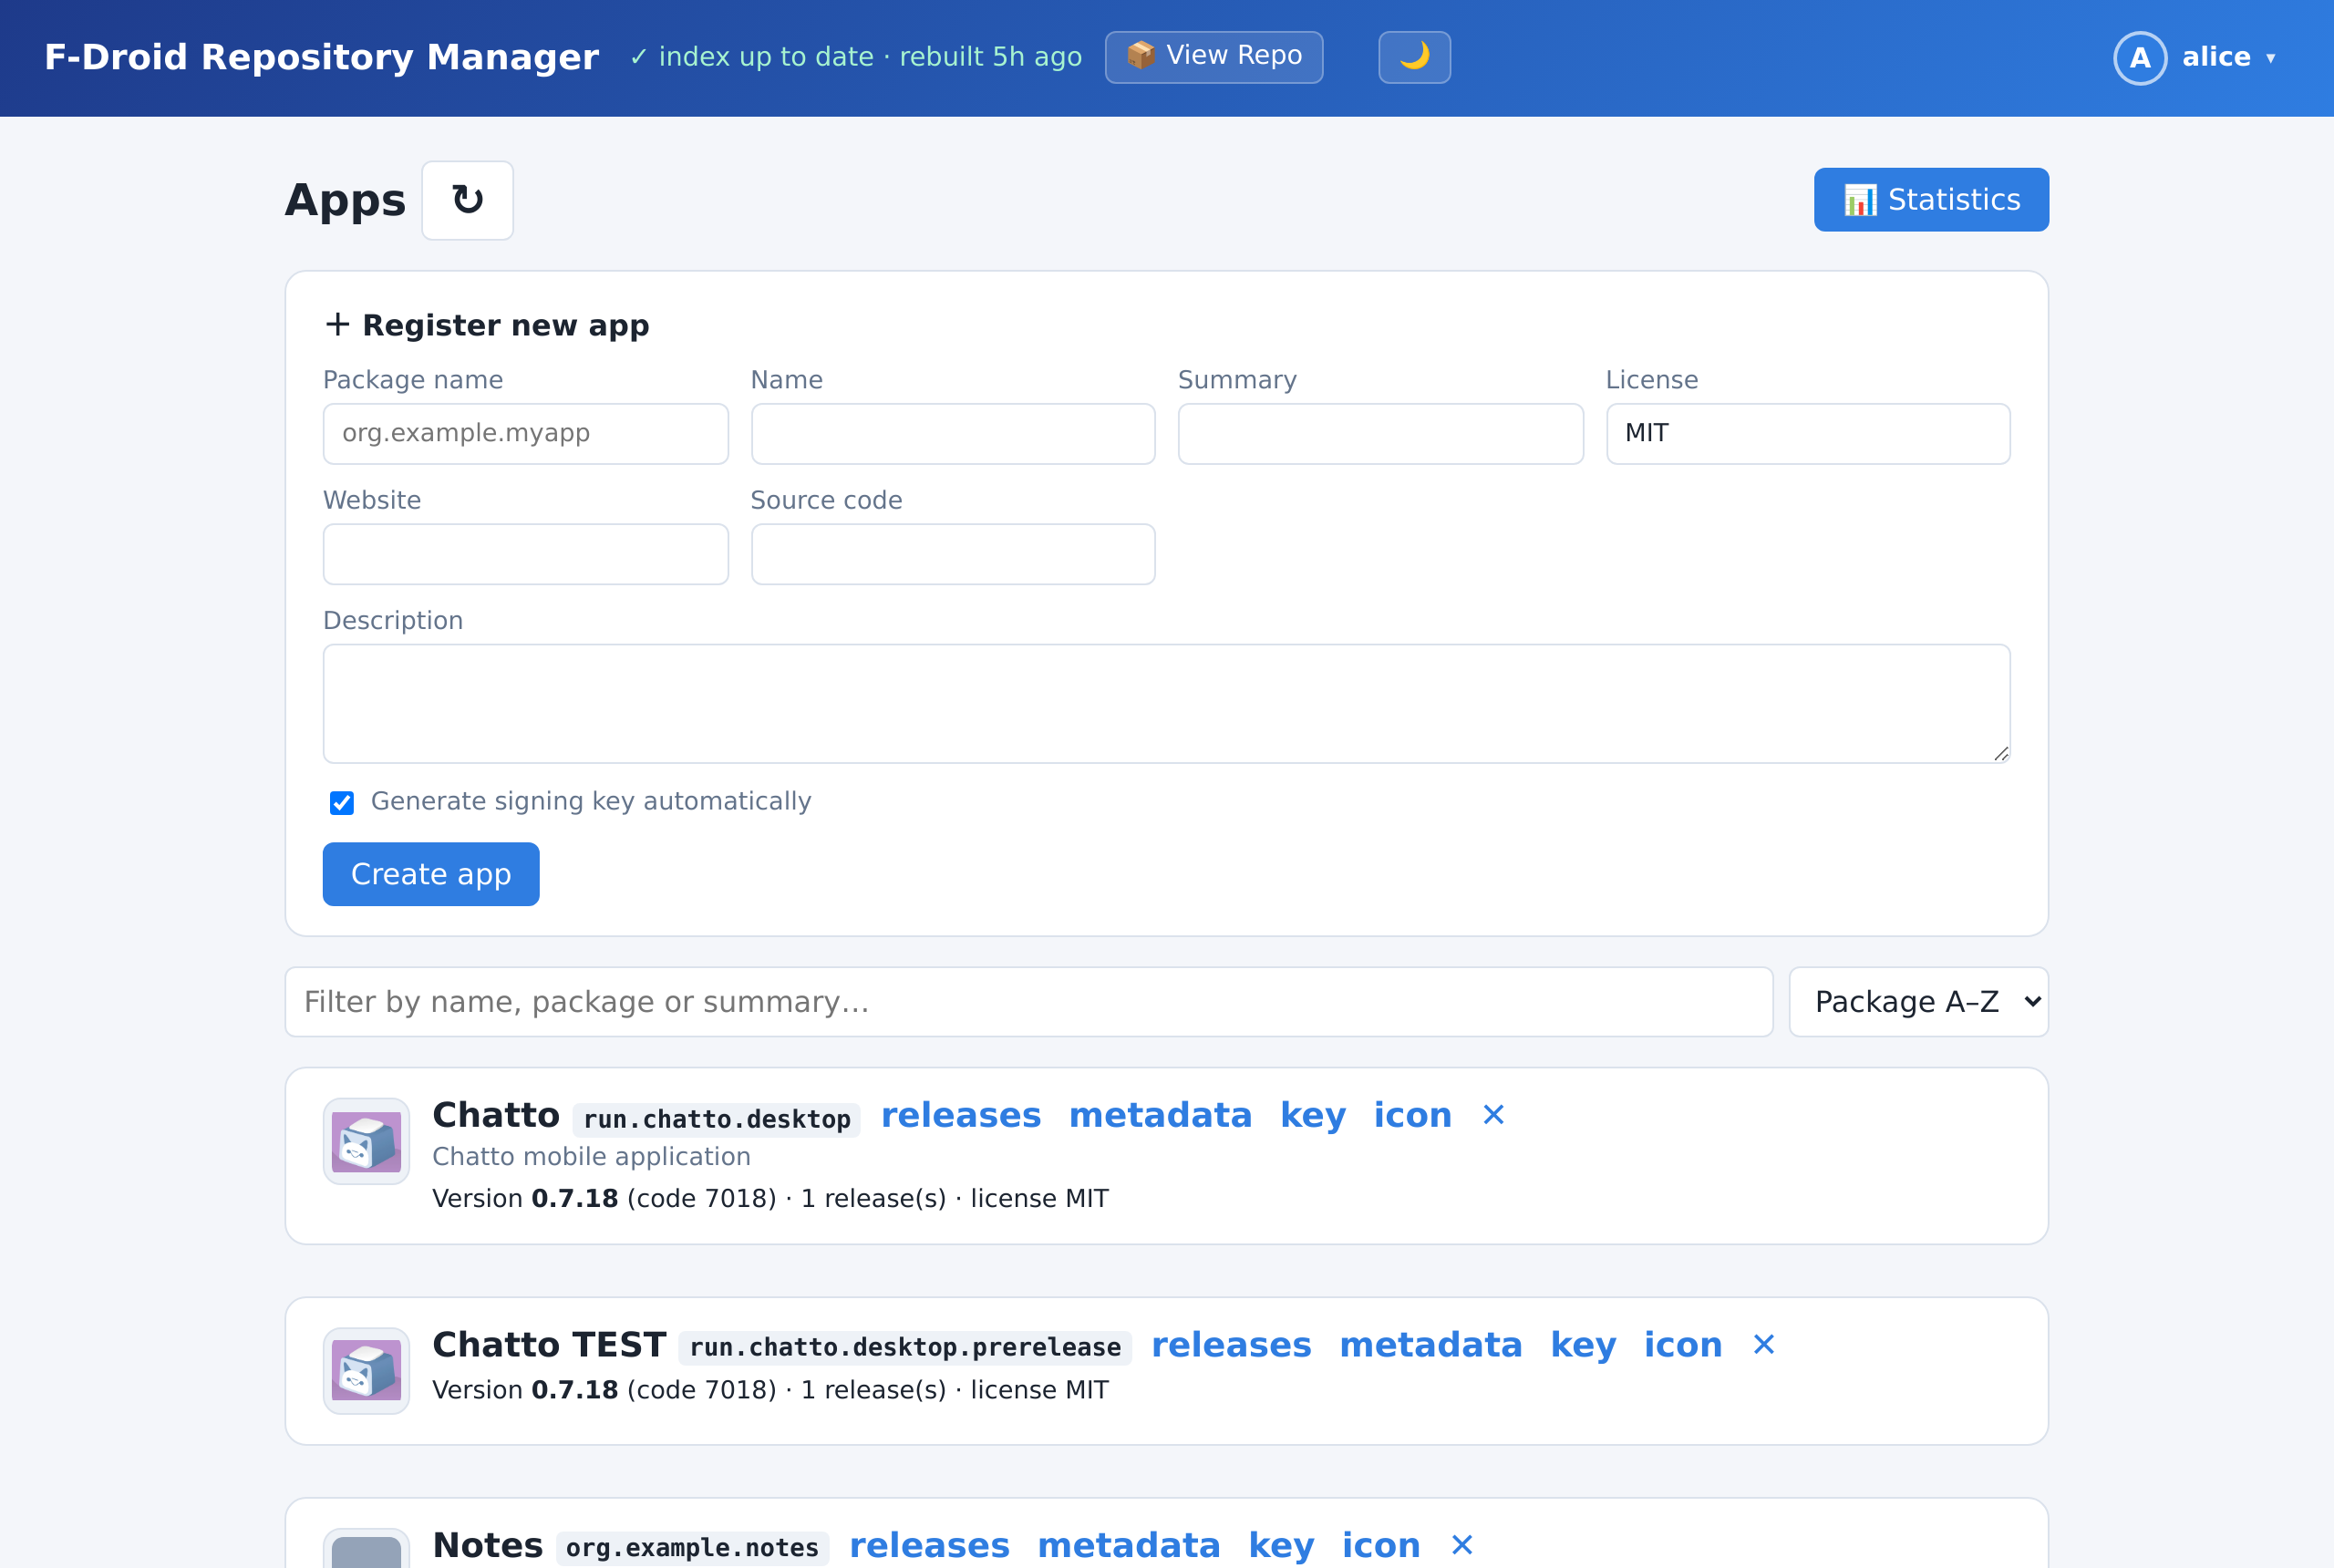 F-Droid Repository Manager ✓ index up to date · rebuilt 5h ago 📦 View Repo 🌙 A alice ▾
Apps ↻ 📊 Statistics
+ Register new app
Package name Name Summary License
org.example.myapp MIT
Website Source code
Description
Generate signing key automatically
Create app
Filter by name, package or summary… Package A–Z
Chatto run.chatto.desktop releases metadata key icon ✕
Chatto mobile application
Version 0.7.18 (code 7018) · 1 release(s) · license MIT
Chatto TEST run.chatto.desktop.prerelease releases metadata key icon ✕
Version 0.7.18 (code 7018) · 1 release(s) · license MIT
Notes org.example.notes releases metadata key icon ✕